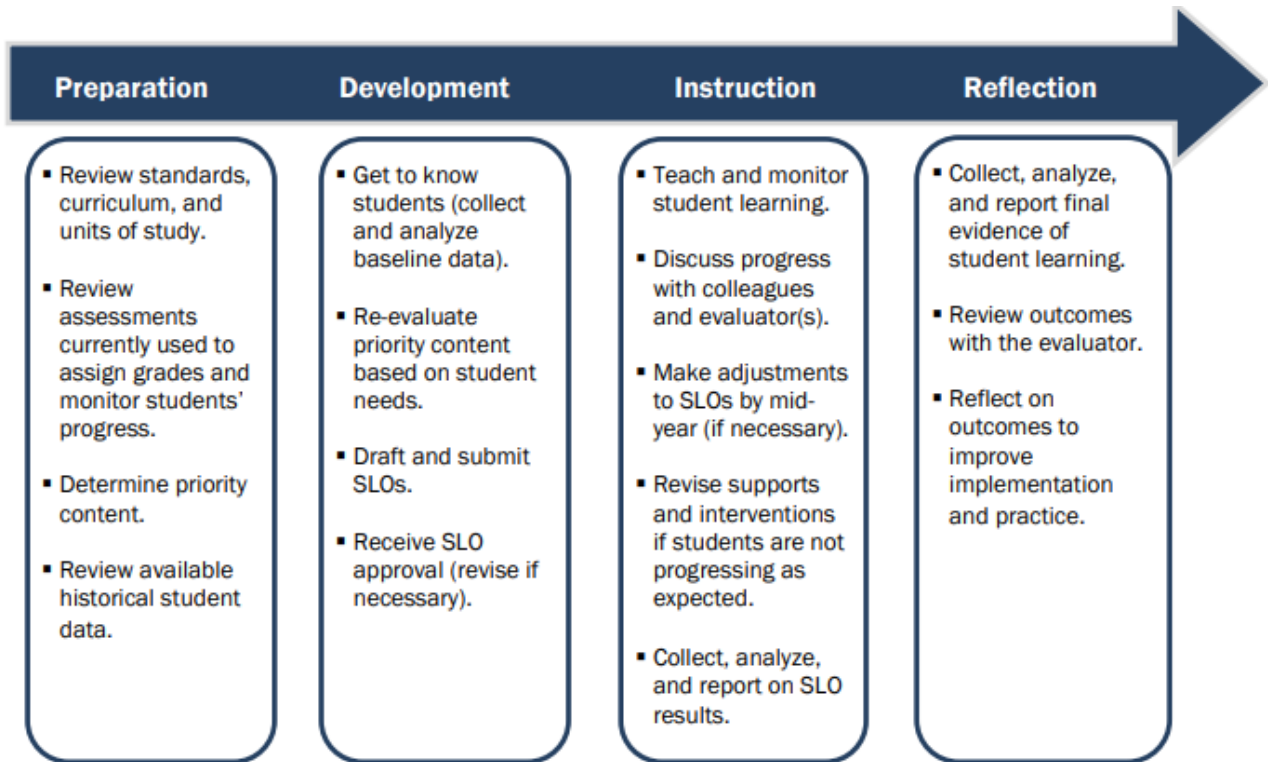 Preparation
Development
Instruction
Reflection
▪ Review standards,
curriculum, and
units of study.
▪ Review
assessments
currently used to
assign grades and
monitor students'
progress.
▪ Determine priority
content.
▪ Review available
historical student
data.
▪ Get to know
students (collect
and analyze
baseline data).
▪ Re-evaluate
priority content
based on student
needs.
▪ Draft and submit
SLOs.
▪ Receive SLO
approval (revise if
necessary).
▪ Teach and monitor
student learning.
▪ Discuss progress
with colleagues
and evaluator(s).
▪ Make adjustments
to SLOs by mid-
year (if necessary).
▪ Revise supports
and interventions
if students are not
progressing as
expected.
▪ Collect, analyze,
and report on SLO
results.
▪ Collect, analyze,
and report final
evidence of
student learning.
▪ Review outcomes
with the evaluator.
▪ Reflect on
outcomes to
improve
implementation
and practice.